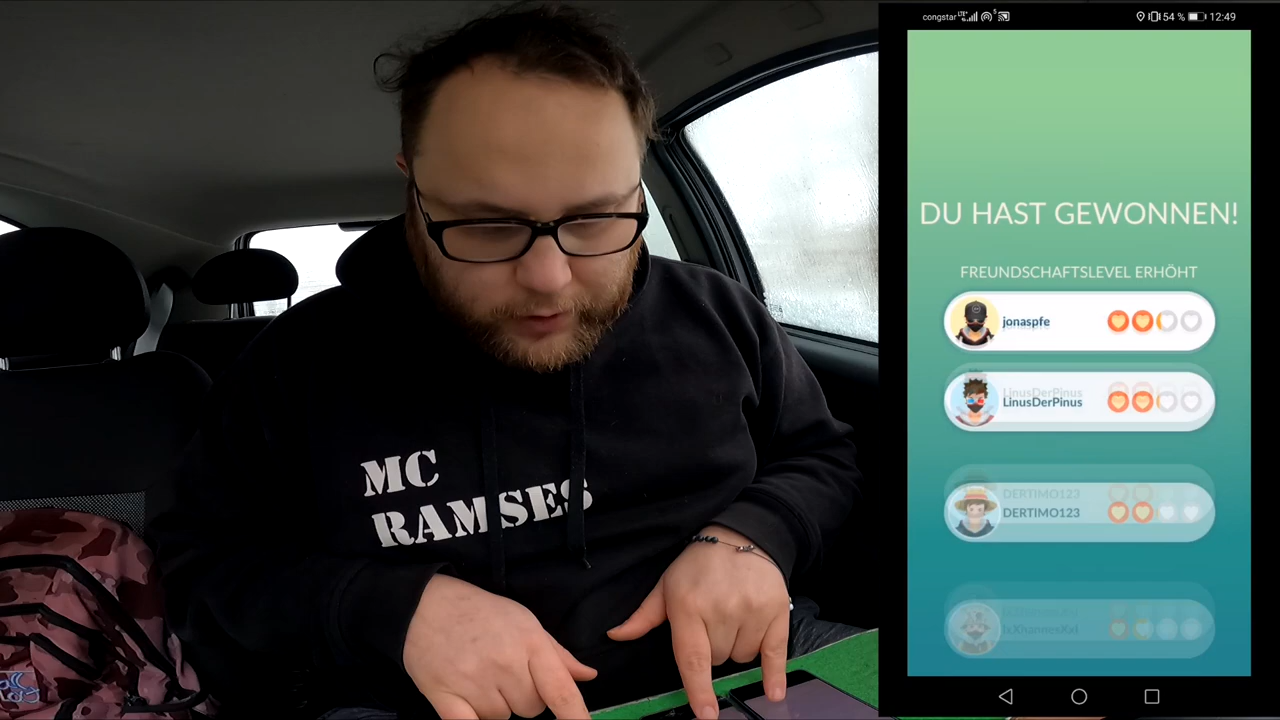 MC
RAMSES
congstar 54 % 12:49
DU HAST GEWONNEN!
FREUNDSCHAFTSLEVEL ERHÖHT
jonaspfe
LinusDerPinus
DERTIMO123